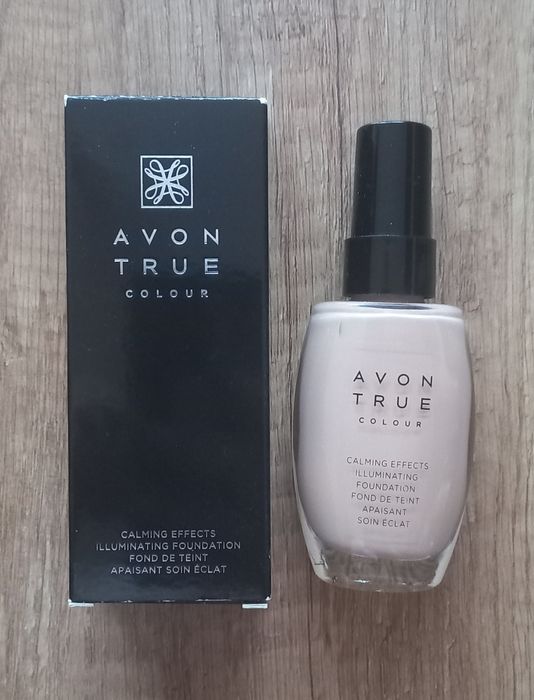 AVON
TRUE
COLOUR
CALMING EFFECTS
ILLUMINATING FOUNDATION
FOND DE TEINT
APAISANT SOIN ÉCLAT
AVON
TRUE
COLOUR
CALMING EFFECTS
ILLUMINATING
FOUNDATION
FOND DE TEINT
APAISANT
SOIN ÉCLAT